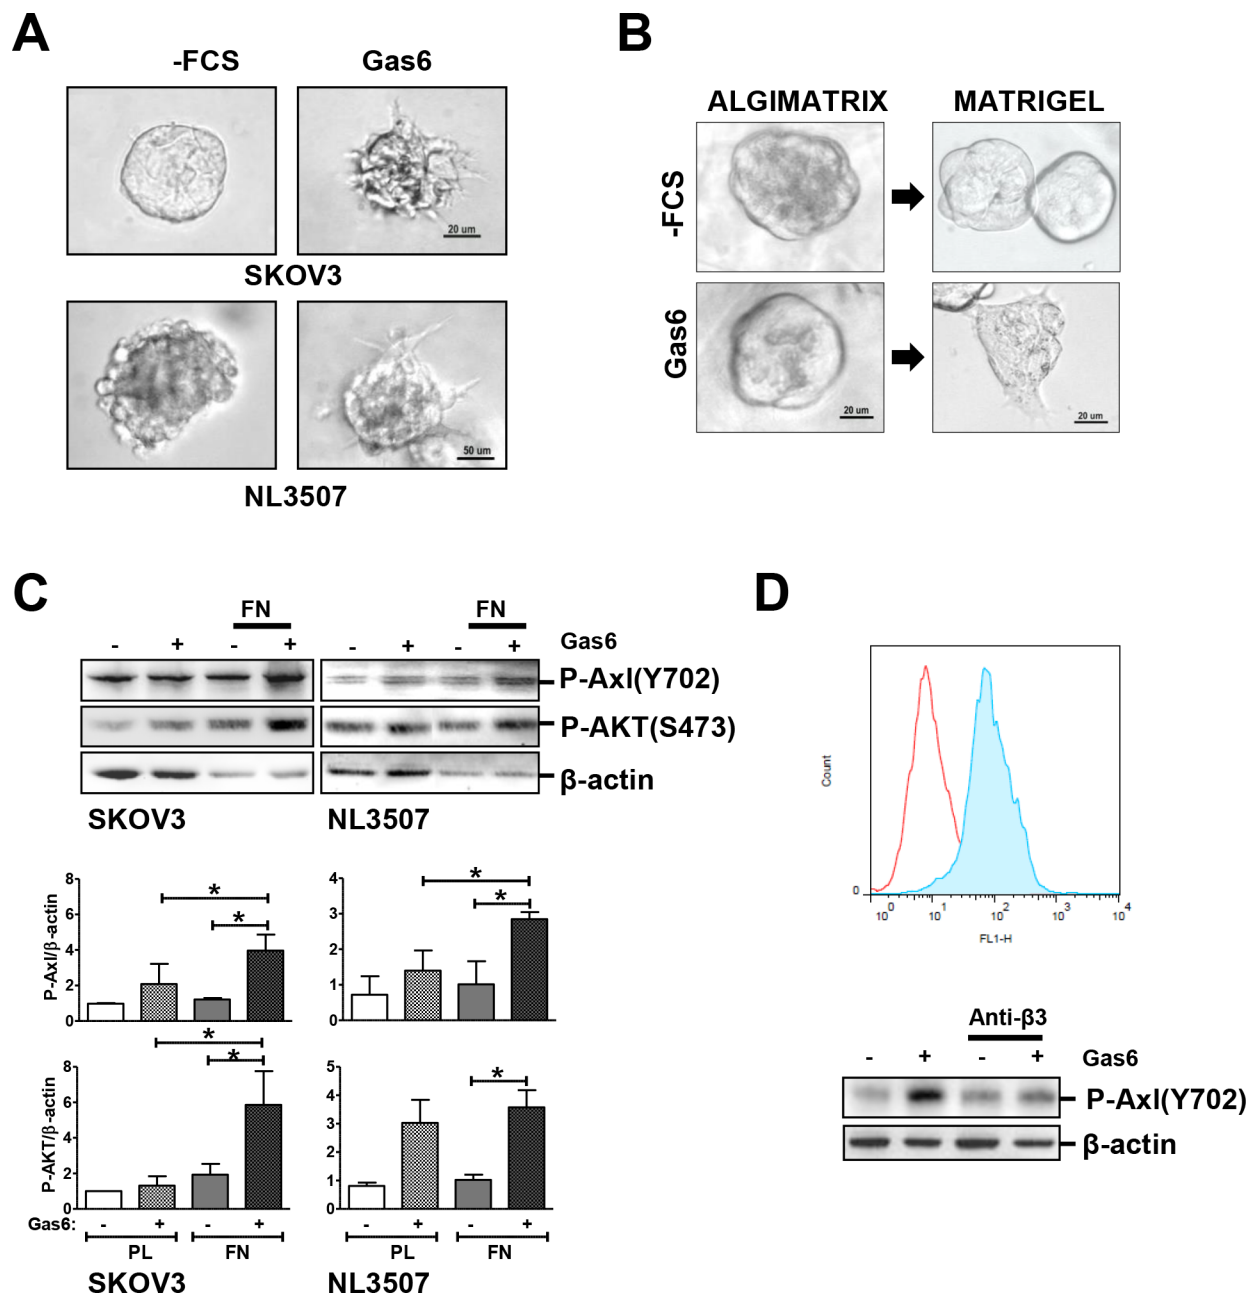 A
-FCS Gas6
20 um
SKOV3
50 um
NL3507
B
ALGIMATRIX MATRIGEL
-FCS
Gas6
20 um 20 um
C
FN FN
- + - + - + - + Gas6
P-Axl(Y702)
P-AKT(S473)
β-actin
SKOV3 NL3507
P-Axl/β-actin
8
6
4
2
0
* *
4
3
2
1
0
* *
P-AKT/β-actin
8
6
4
2
0
* *
5
4
3
2
1
0
*
Gas6: - + - + - + - +
PL FN PL FN
SKOV3 NL3507
D
Count
0
10^0 10^1 10^2 10^3 10^4
FL1-H
Anti-β3
- + - + Gas6
P-Axl(Y702)
β-actin